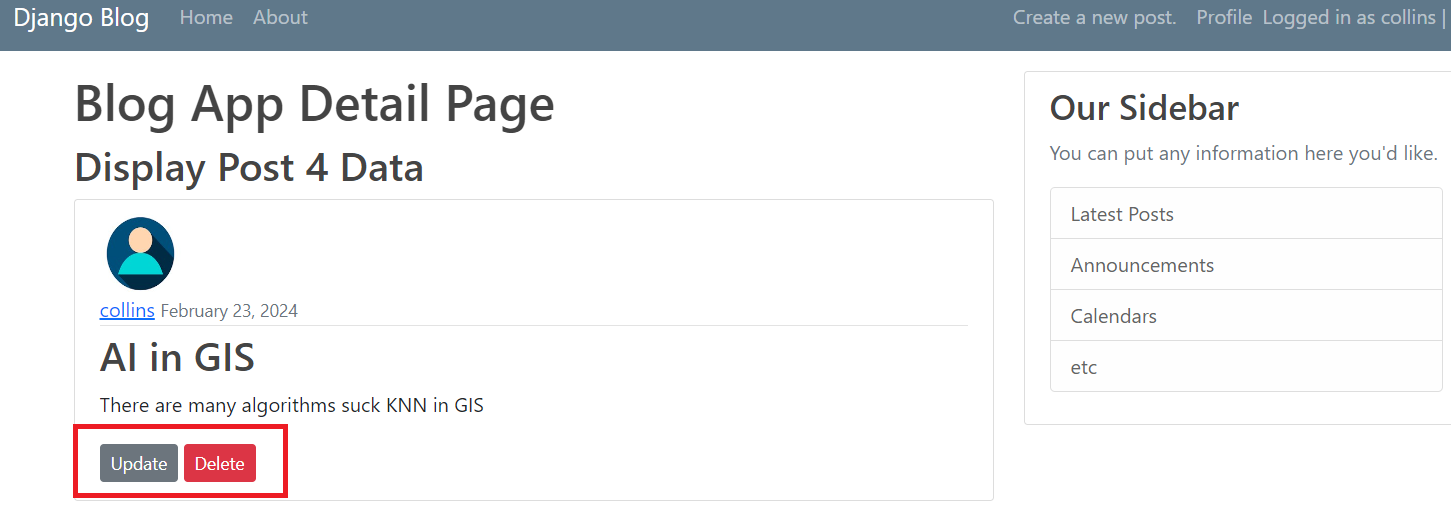 Django Blog Home About Create a new post. Profile Logged in as collins |
Blog App Detail Page
Display Post 4 Data
collins February 23, 2024
AI in GIS
There are many algorithms suck KNN in GIS
Update Delete
Our Sidebar
You can put any information here you'd like.
Latest Posts
Announcements
Calendars
etc